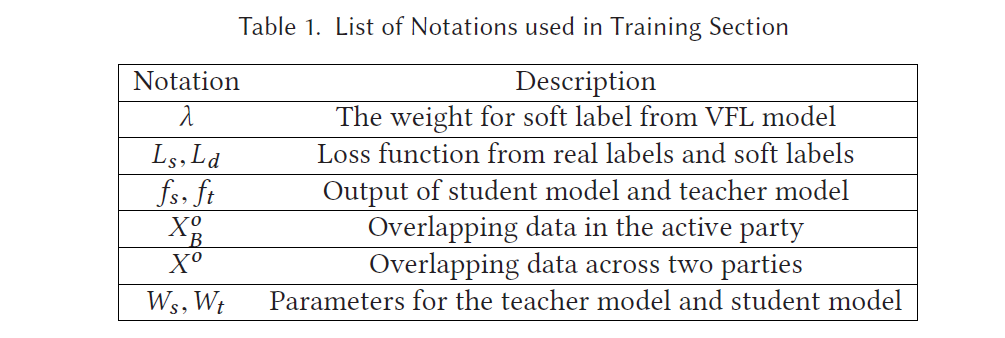 Table 1. List of Notations used in Training Section
Notation Description
λ The weight for soft label from VFL model
L_s, L_d Loss function from real labels and soft labels
f_s, f_t Output of student model and teacher model
X_B^o Overlapping data in the active party
X^o Overlapping data across two parties
W_s, W_t Parameters for the teacher model and student model